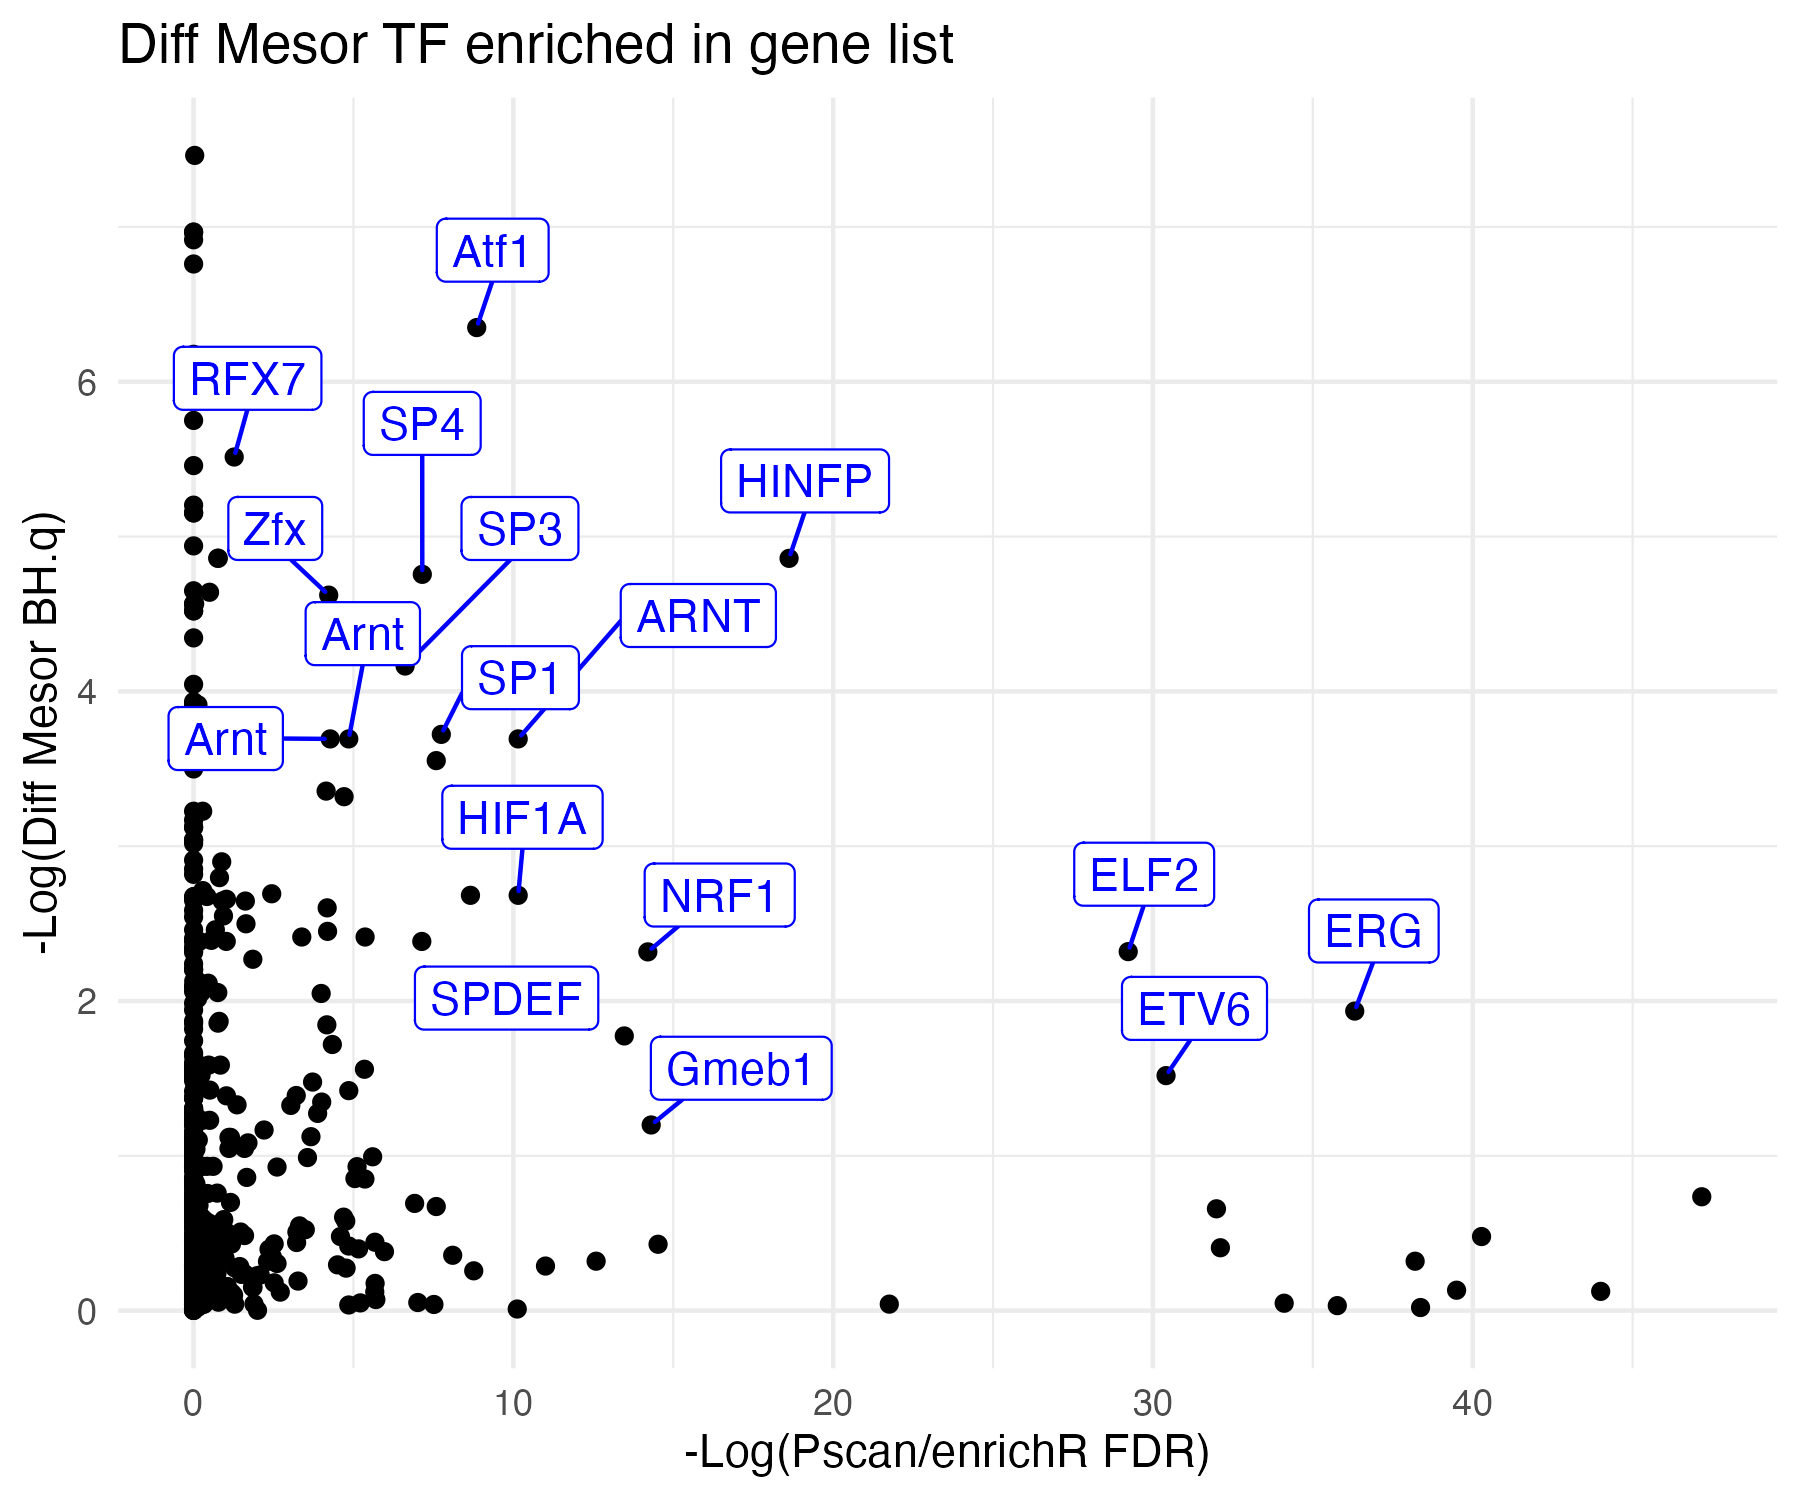 Diff Mesor TF enriched in gene list
-Log(Diff Mesor BH.q)
6
4
2
0
Atf1
RFX7
SP4
HINFP
Zfx
SP3
ARNT
Arnt
SP1
Arnt
HIF1A
NRF1
ELF2
ERG
SPDEF
ETV6
Gmeb1
0
10
20
30
40
-Log(Pscan/enrichR FDR)